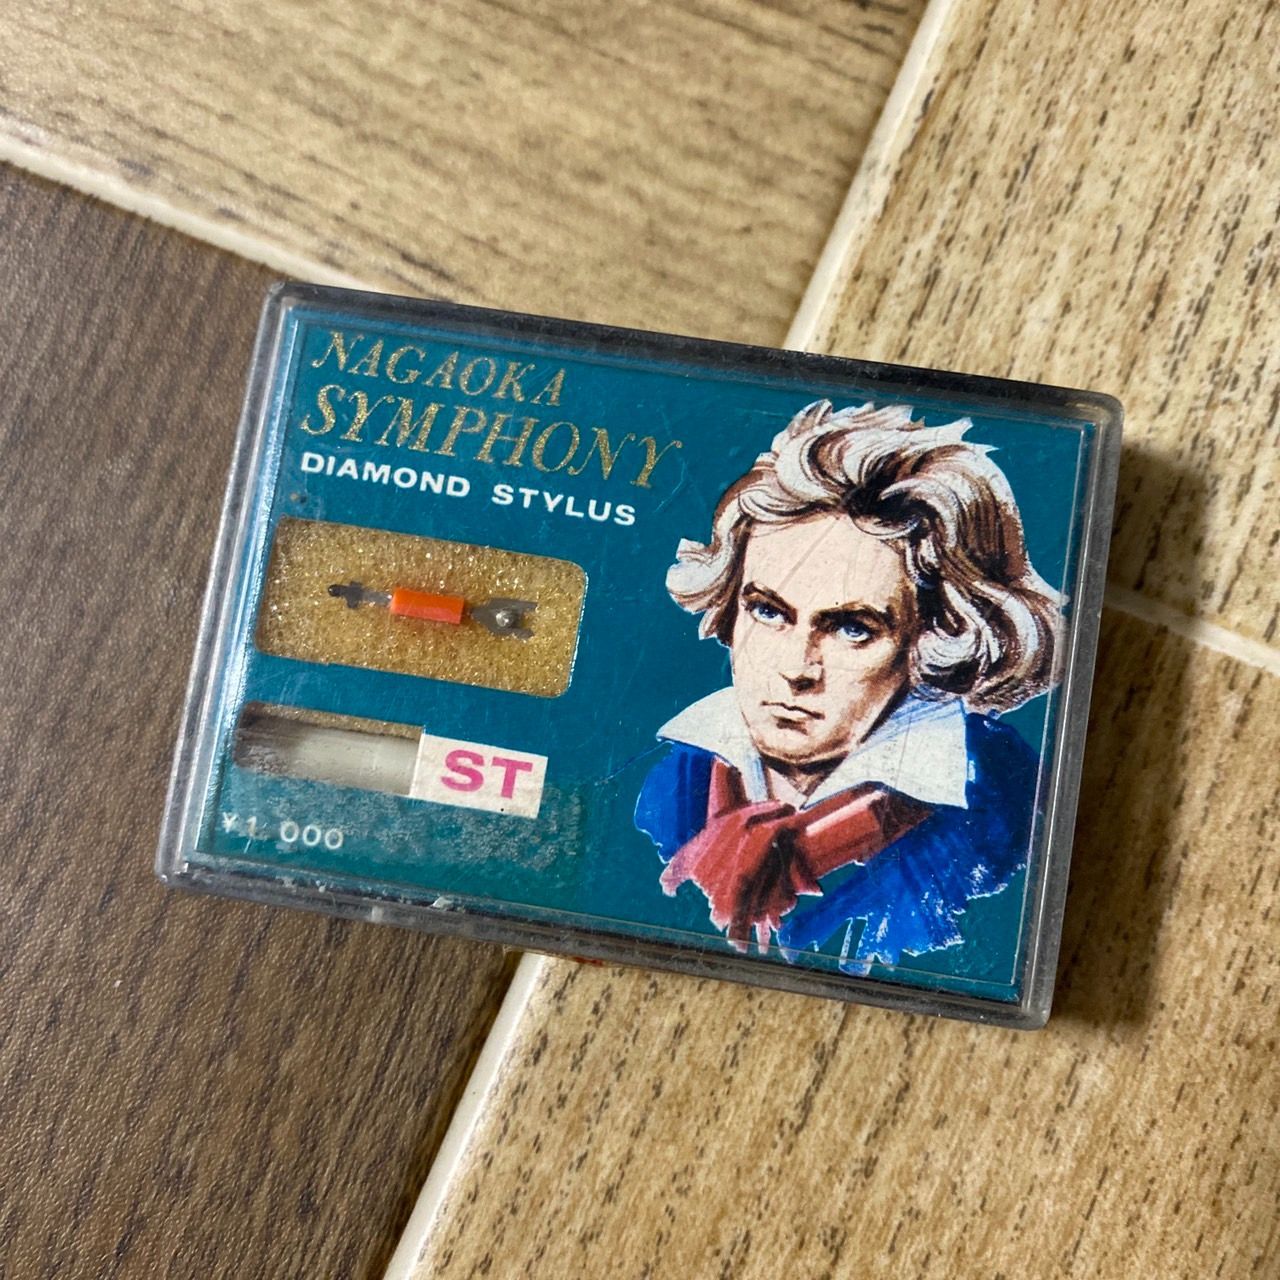 NAGAOKA
SYMPHONY
DIAMOND STYLUS
ST
¥1.000